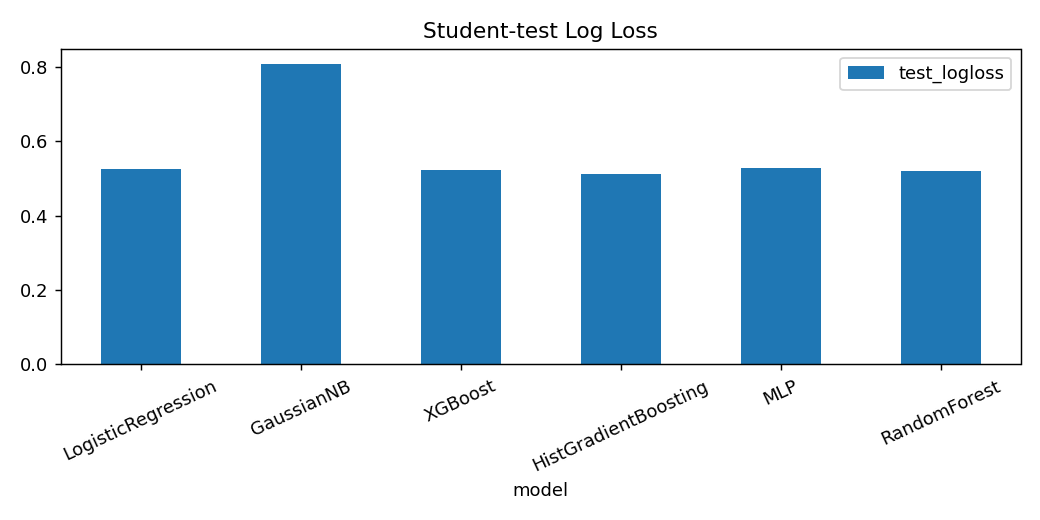 Student-test Log Loss
test_logloss
0.8
0.6
0.4
0.2
0.0
LogisticRegression
GaussianNB
XGBoost
HistGradientBoosting
MLP
RandomForest
model